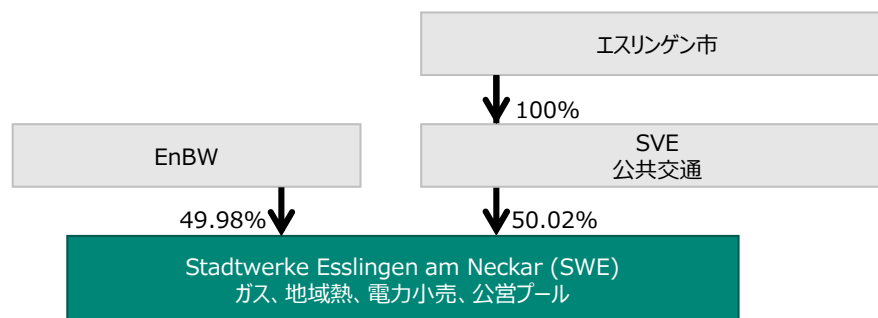 エスリンゲン市
100%
EnBW
SVE
公共交通
49.98%
50.02%
Stadtwerke Esslingen am Neckar (SWE)
ガス、地域熱、電力小売、公営プール